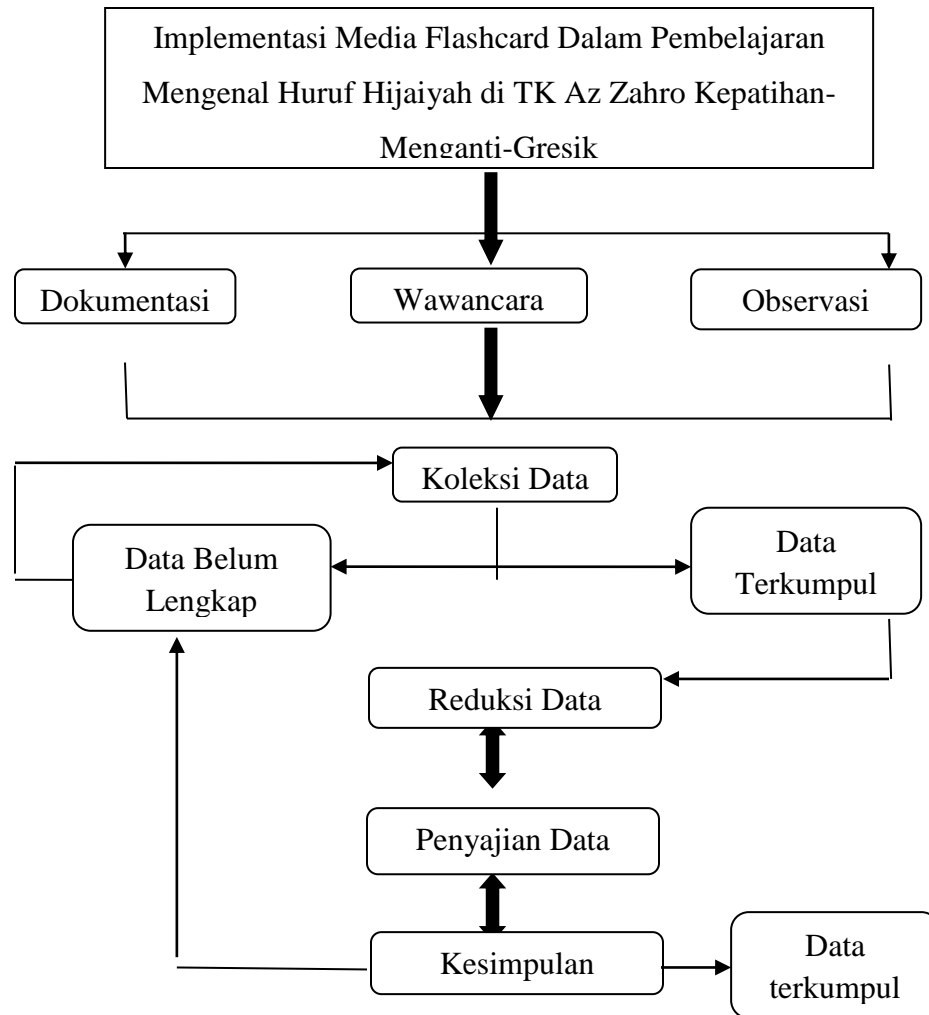 Implementasi Media Flashcard Dalam Pembelajaran
Mengenal Huruf Hijaiyah di TK Az Zahro Kepatihan-
Menganti-Gresik
Dokumentasi
Wawancara
Observasi
Koleksi Data
Data Belum
Lengkap
Data
Terkumpul
Reduksi Data
Penyajian Data
Kesimpulan
Data
terkumpul